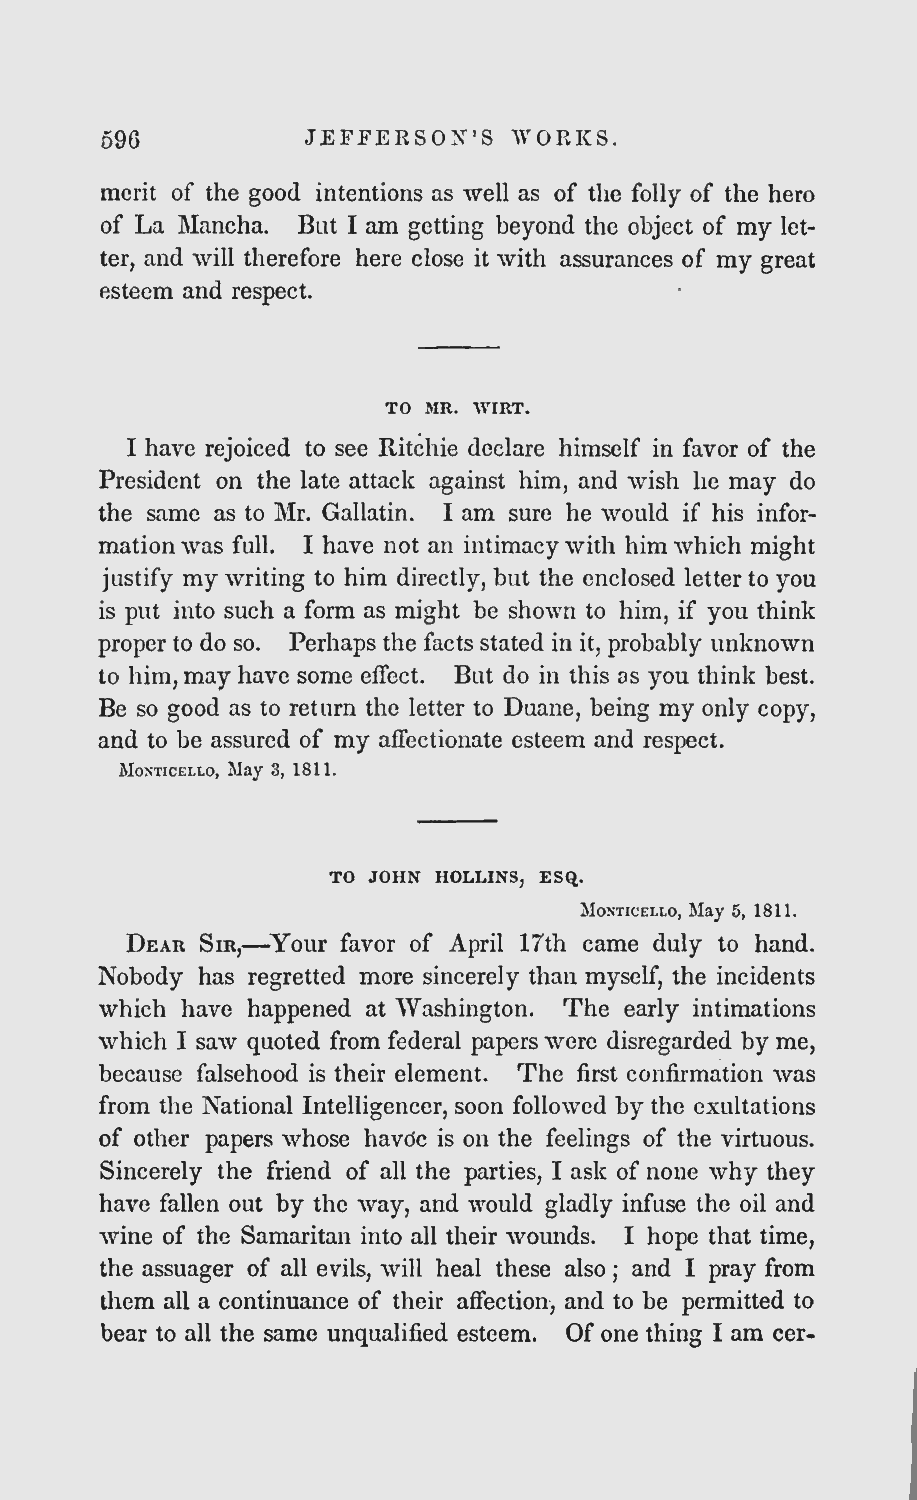 596 JEFFERSON'S WORKS.
merit of the good intentions as well as of the folly of the hero
of La Mancha. But I am getting beyond the object of my let-
ter, and will therefore here close it with assurances of my great
esteem and respect.
TO MR. WIRT.
I have rejoiced to see Ritchie declare himself in favor of the
President on the late attack against him, and wish he may do
the same as to Mr. Gallatin. I am sure he would if his infor-
mation was full. I have not an intimacy with him which might
justify my writing to him directly, but the enclosed letter to you
is put into such a form as might be shown to him, if you think
proper to do so. Perhaps the facts stated in it, probably unknown
to him, may have some effect. But do in this as you think best.
Be so good as to return the letter to Duane, being my only copy,
and to be assured of my affectionate esteem and respect.
Monticello, May 3, 1811.
TO JOHN HOLLINS, ESQ.
Monticello, May 5, 1811.
Dear Sir,—Your favor of April 17th came duly to hand.
Nobody has regretted more sincerely than myself, the incidents
which have happened at Washington. The early intimations
which I saw quoted from federal papers were disregarded by me,
because falsehood is their element. The first confirmation was
from the National Intelligencer, soon followed by the exultations
of other papers whose havoc is on the feelings of the virtuous.
Sincerely the friend of all the parties, I ask of none why they
have fallen out by the way, and would gladly infuse the oil and
wine of the Samaritan into all their wounds. I hope that time,
the assuager of all evils, will heal these also; and I pray from
them all a continuance of their affection, and to be permitted to
bear to all the same unqualified esteem. Of one thing I am cer-